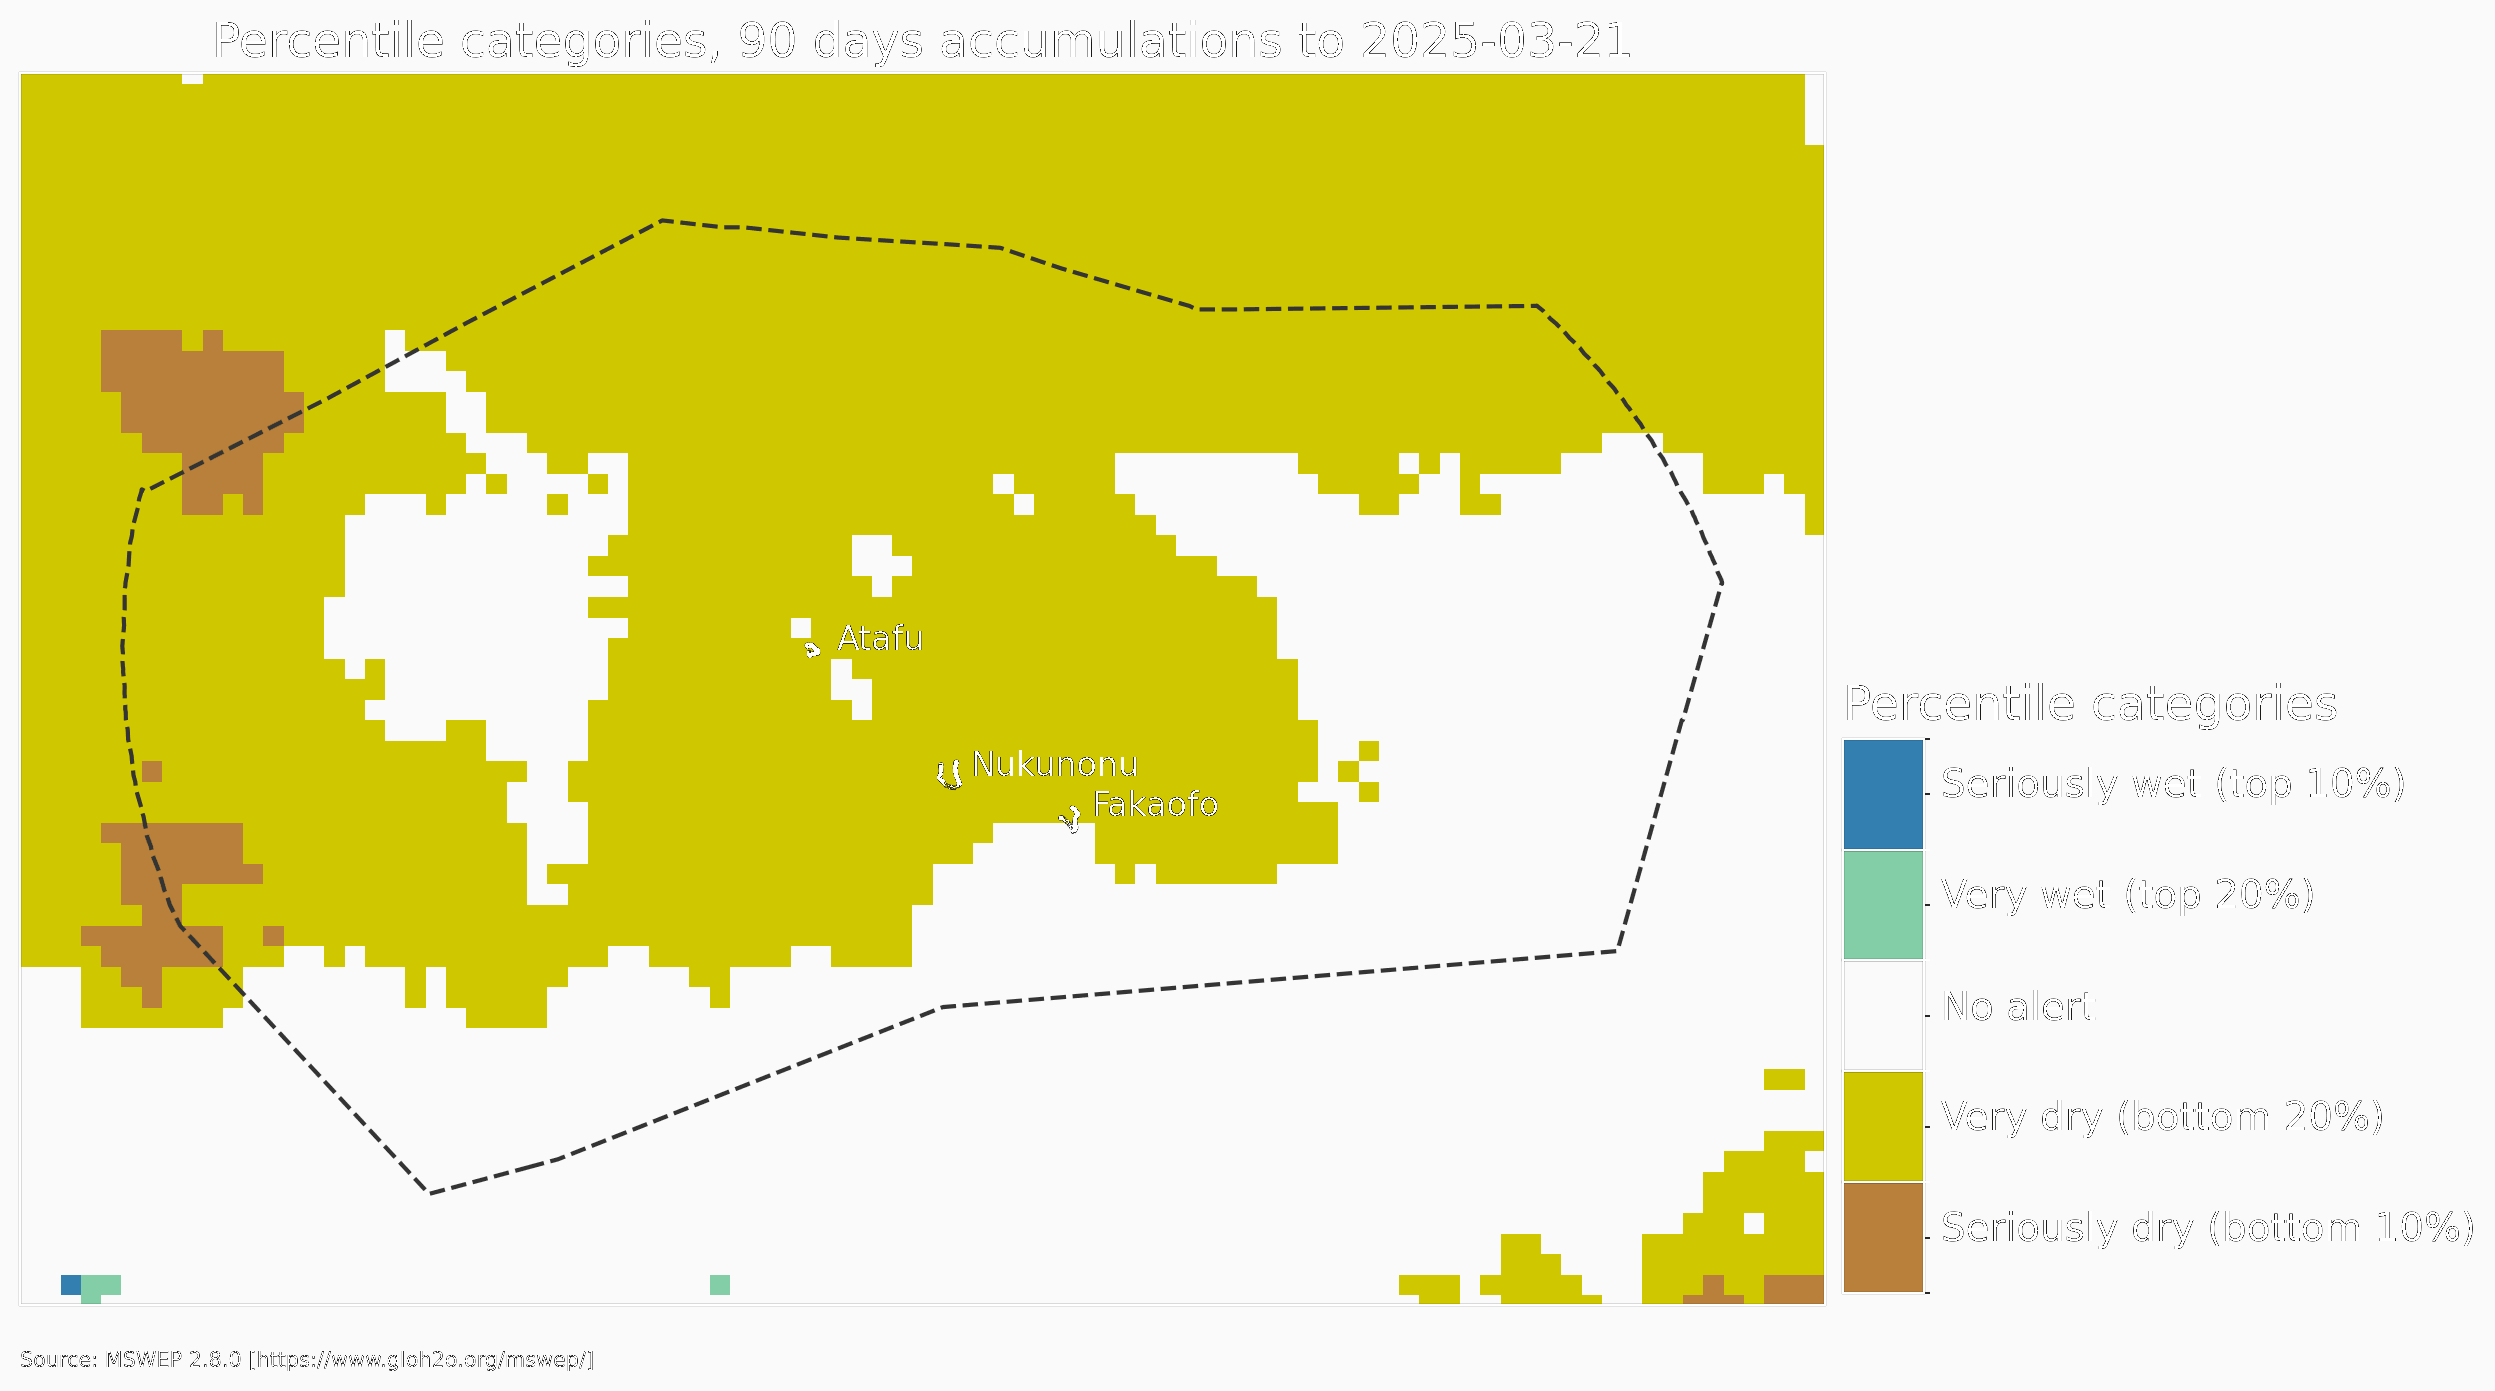 Percentile categories, 90 days accumulations to 2025-03-21
Atafu
Nukunonu
Fakaofo
Percentile categories
Seriously wet (top 10%)
Very wet (top 20%)
No alert
Very dry (bottom 20%)
Seriously dry (bottom 10%)
Source: MSWEP 2.8.0 [https://www.gloh2o.org/mswep/]